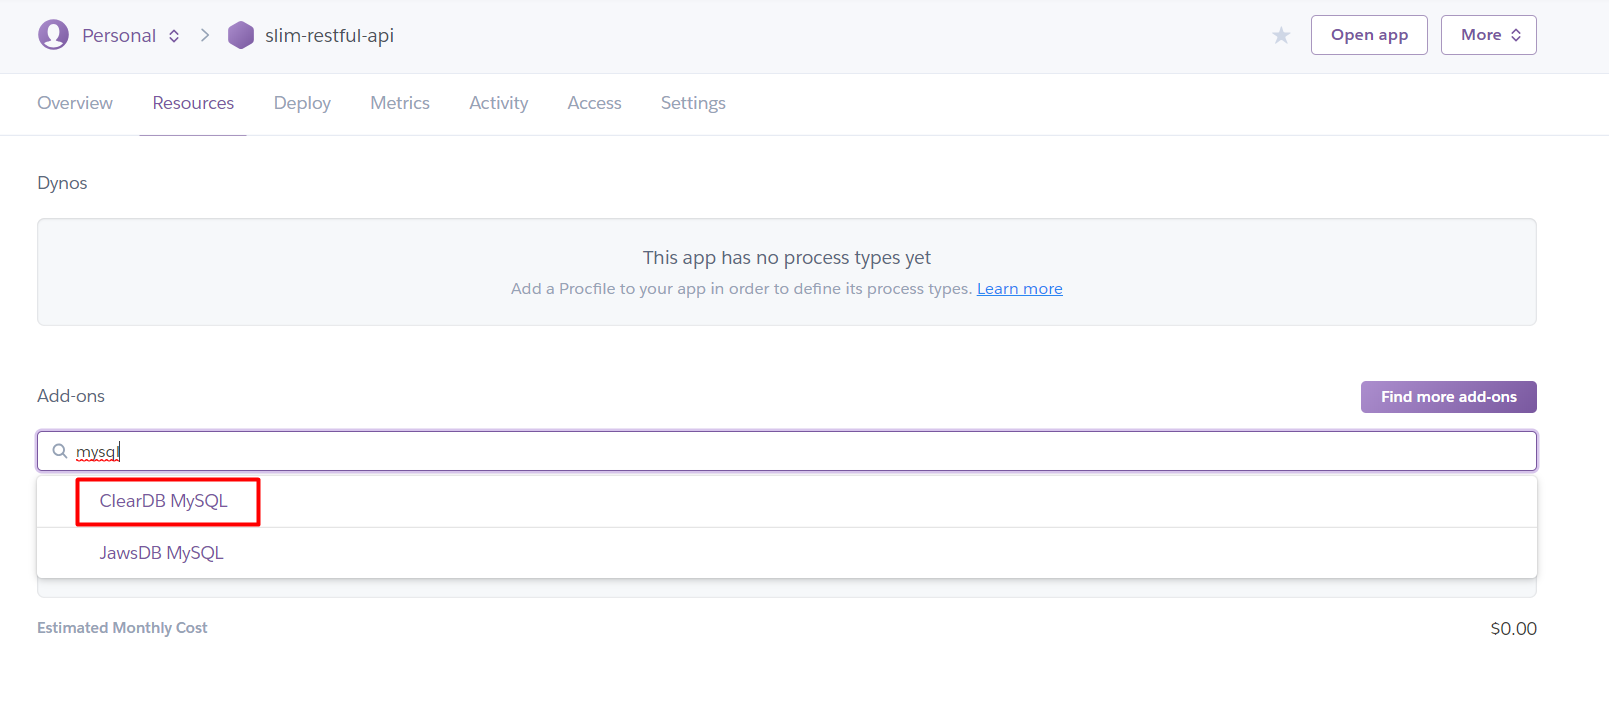 Personal slim-restful-api Open app More
Overview Resources Deploy Metrics Activity Access Settings
Dynos
This app has no process types yet
Add a Procfile to your app in order to define its process types. Learn more
Add-ons Find more add-ons
mysql
ClearDB MySQL
JawsDB MySQL
Estimated Monthly Cost $0.00